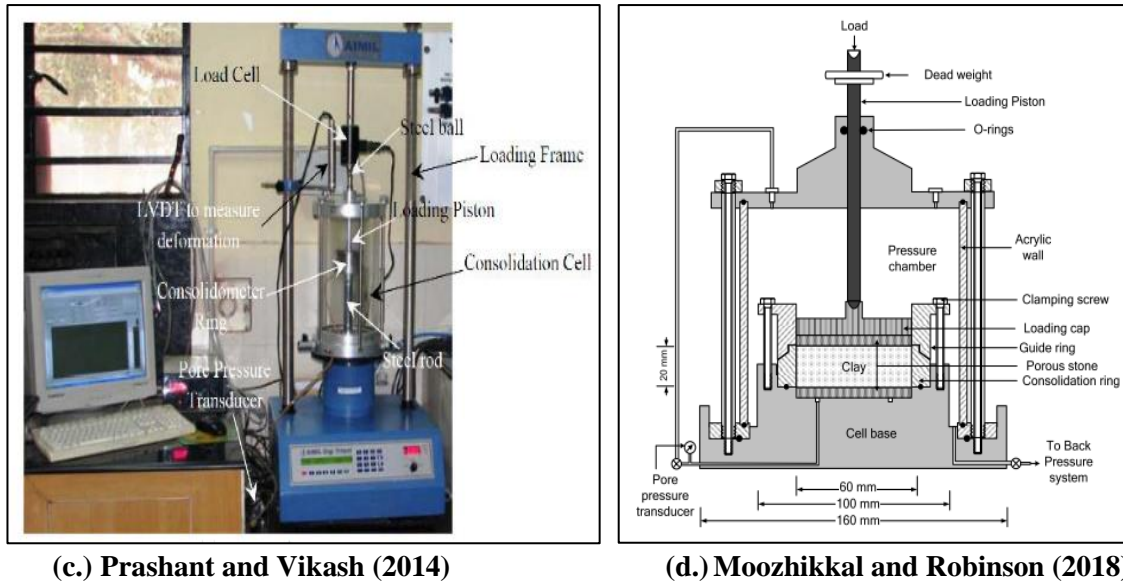 AIMIL
Load Cell
Steel ball
Loading Frame
LVDT to measure
deformation
Loading Piston
Consolidation Cell
Consolidometer
Ring
Steel rod
Pore Pressure
Transducer
(c.) Prashant and Vikash (2014)
Load
Dead weight
Loading Piston
O-rings
Pressure
chamber
Acrylic
wall
Clamping screw
Loading cap
Guide ring
Porous stone
Consolidation ring
Clay
20 mm
Cell base
To Back
Pressure
system
Pore
pressure
transducer
60 mm
100 mm
160 mm
(d.) Moozhikkal and Robinson (2018)